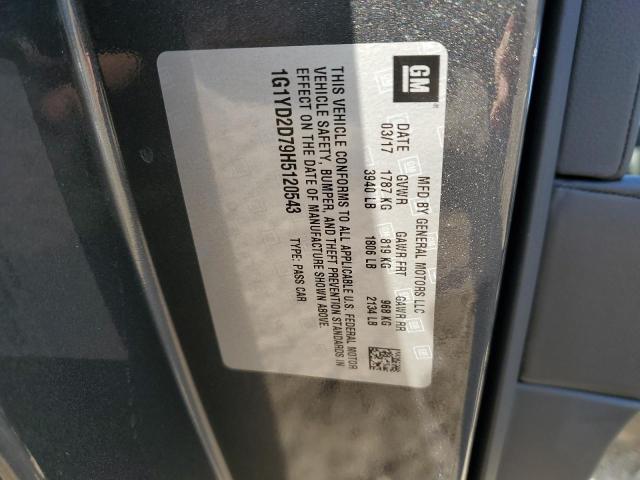 GM
MFD BY GENERAL MOTORS LLC
DATE GVWR GAWR FRT GAWR RR
03/17 1787 KG 819 KG 968 KG
3940 LB 1806 LB 2134 LB
THIS VEHICLE CONFORMS TO ALL APPLICABLE U.S. FEDERAL MOTOR
VEHICLE SAFETY, BUMPER, AND THEFT PREVENTION STANDARDS IN
EFFECT ON THE DATE OF MANUFACTURE SHOWN ABOVE.
1G1YD2D79H5120543 TYPE: PASS CAR